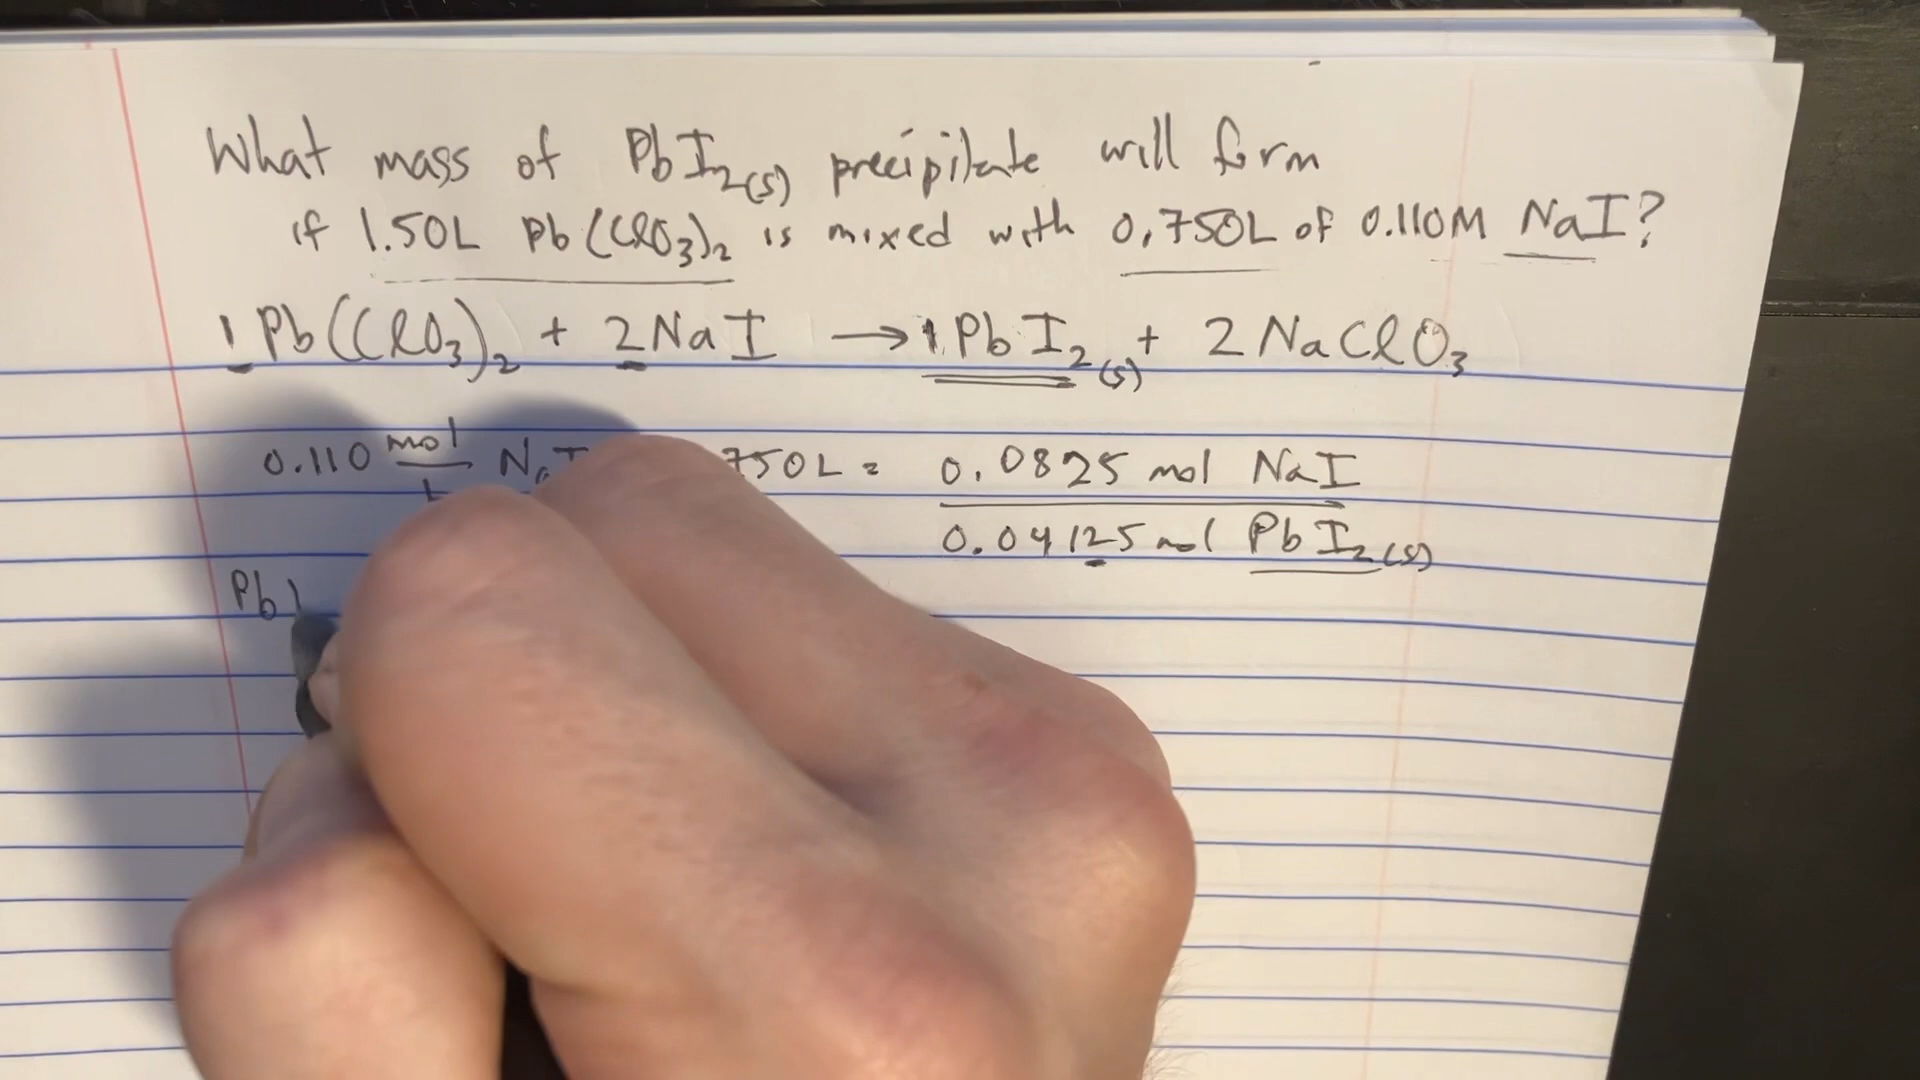 What mass of PbI₂(s) precipitate will form
if 1.50L Pb(ClO₃)₂ is mixed with 0.750L of 0.110M NaI?
1 Pb(ClO₃)₂ + 2 NaI → 1 PbI₂(s) + 2 NaClO₃
0.110 mol/L NaI 750L = 0.0825 mol NaI
0.04125 mol PbI₂(s)
Pb